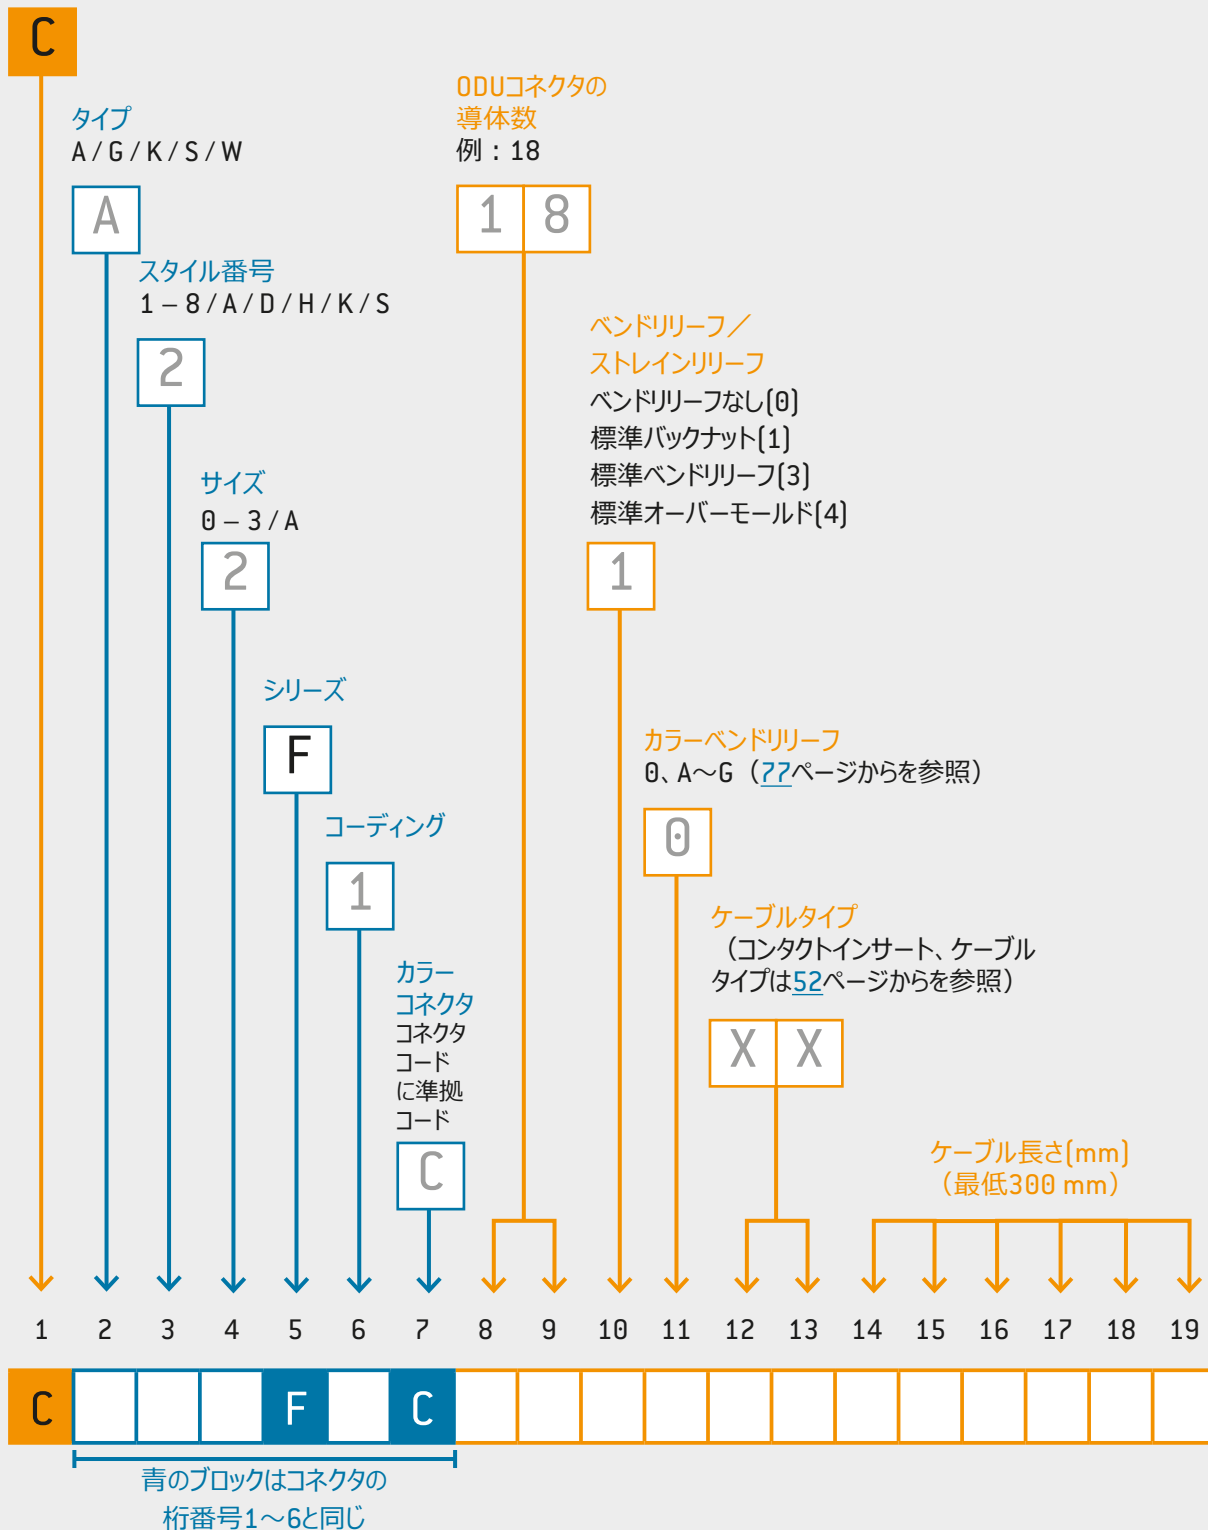 C
タイプ
A / G / K / S / W
A
スタイル番号
1 – 8 / A / D / H / K / S
2
サイズ
0 – 3 / A
2
シリーズ
F
コーディング
1
カラー
コネクタ
コネクタ
コード
に準拠
コード
C
ODUコネクタの
導体数
例：18
1 8
ベンドリリーフ／
ストレインリリーフ
ベンドリリーフなし(0)
標準バックナット(1)
標準ベンドリリーフ(3)
標準オーバーモールド(4)
1
カラーベンドリリーフ
0、A〜G（77ページからを参照）
0
ケーブルタイプ
（コンタクトインサート、ケーブル
タイプは52ページからを参照）
X X
ケーブル長さ(mm)
（最低300 mm）
1 2 3 4 5 6 7 8 9 10 11 12 13 14 15 16 17 18 19
C F C
青のブロックはコネクタの
桁番号1〜6と同じ